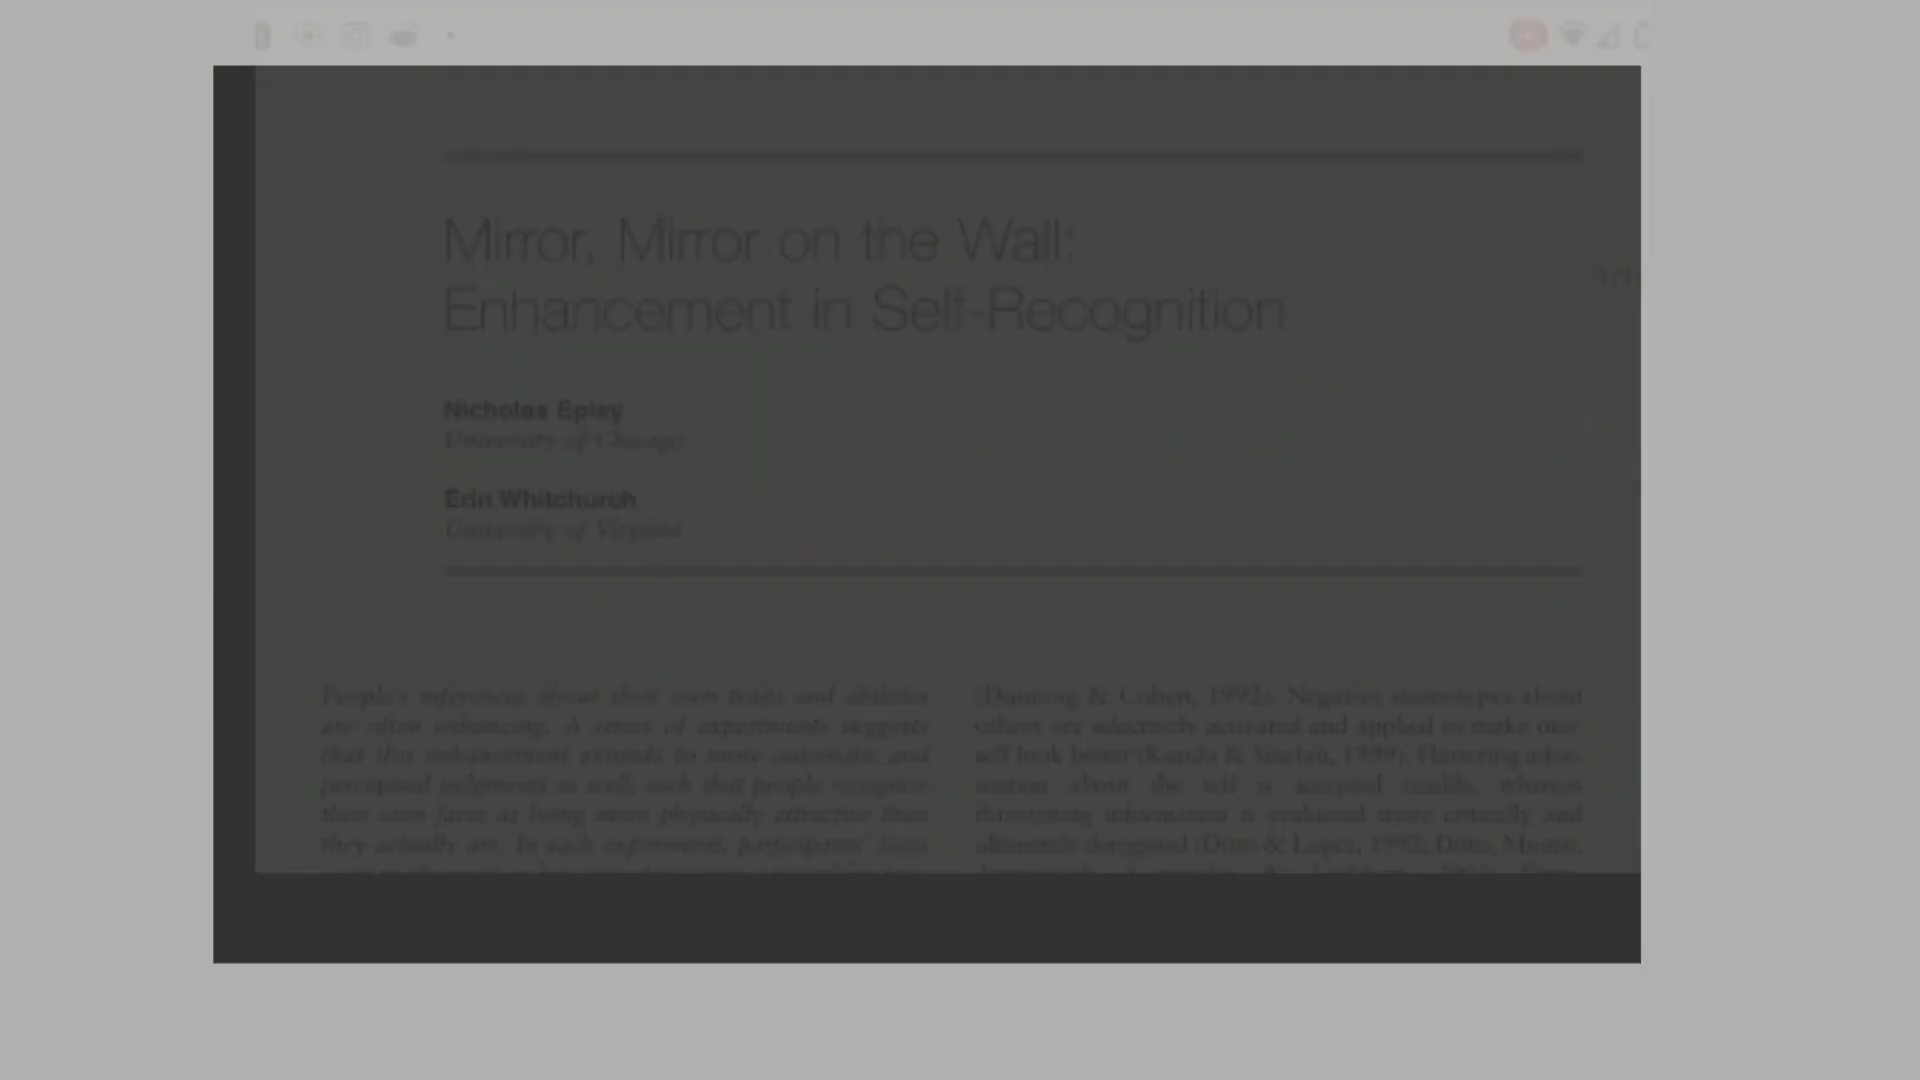 Mirror, Mirror on the Wall:
Enhancement in Self-Recognition
Nicholas Epley
University of Chicago
Erin Whitchurch
University of Virginia
People's inferences about their own traits and abilities
are often enhancing. A series of experiments suggests
that this enhancement extends to more automatic and
perceptual judgments as well, such that people recognize
their own faces as being more physically attractive than
they actually are. In each experiment, participants' faces
(Dunning & Cohen, 1992). Negative stereotypes about
others are selectively activated and applied to make one-
self look better (Kunda & Sinclair, 1999). Flattering infor-
mation about the self is accepted readily, whereas
threatening information is evaluated more critically and
ultimately derogated (Ditto & Lopez, 1992; Ditto, Munro,